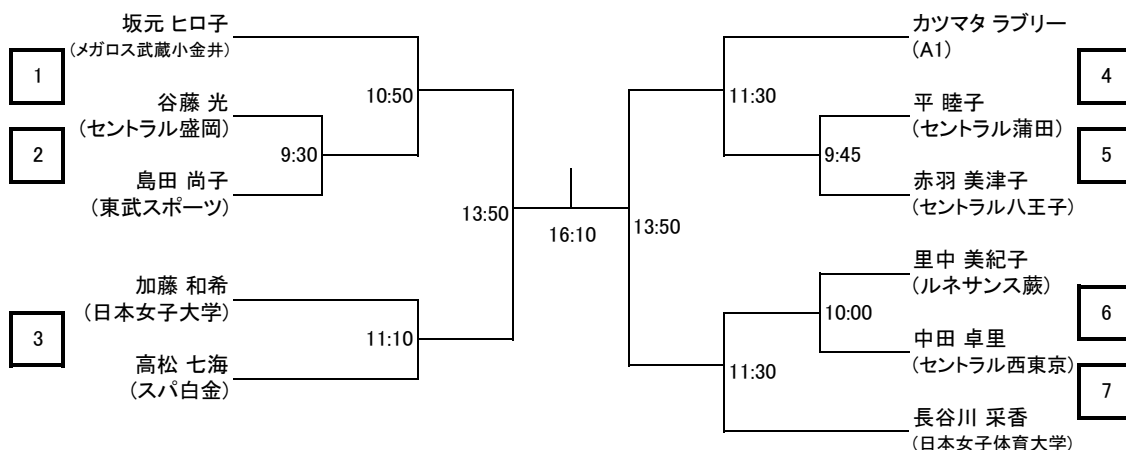 坂元 ヒロ子
(メガロス武蔵小金井)
1
谷藤 光
(セントラル盛岡)
2
島田 尚子
(東武スポーツ)
加藤 和希
(日本女子大学)
3
高松 七海
(スパ白金)
10:50
9:30
13:50
11:10
16:10
カツマタ ラブリー
(A1)
4
平 睦子
(セントラル蒲田)
5
赤羽 美津子
(セントラル八王子)
里中 美紀子
(ルネサンス蕨)
6
中田 卓里
(セントラル西東京)
7
長谷川 采香
(日本女子体育大学)
11:30
9:45
13:50
10:00
11:30